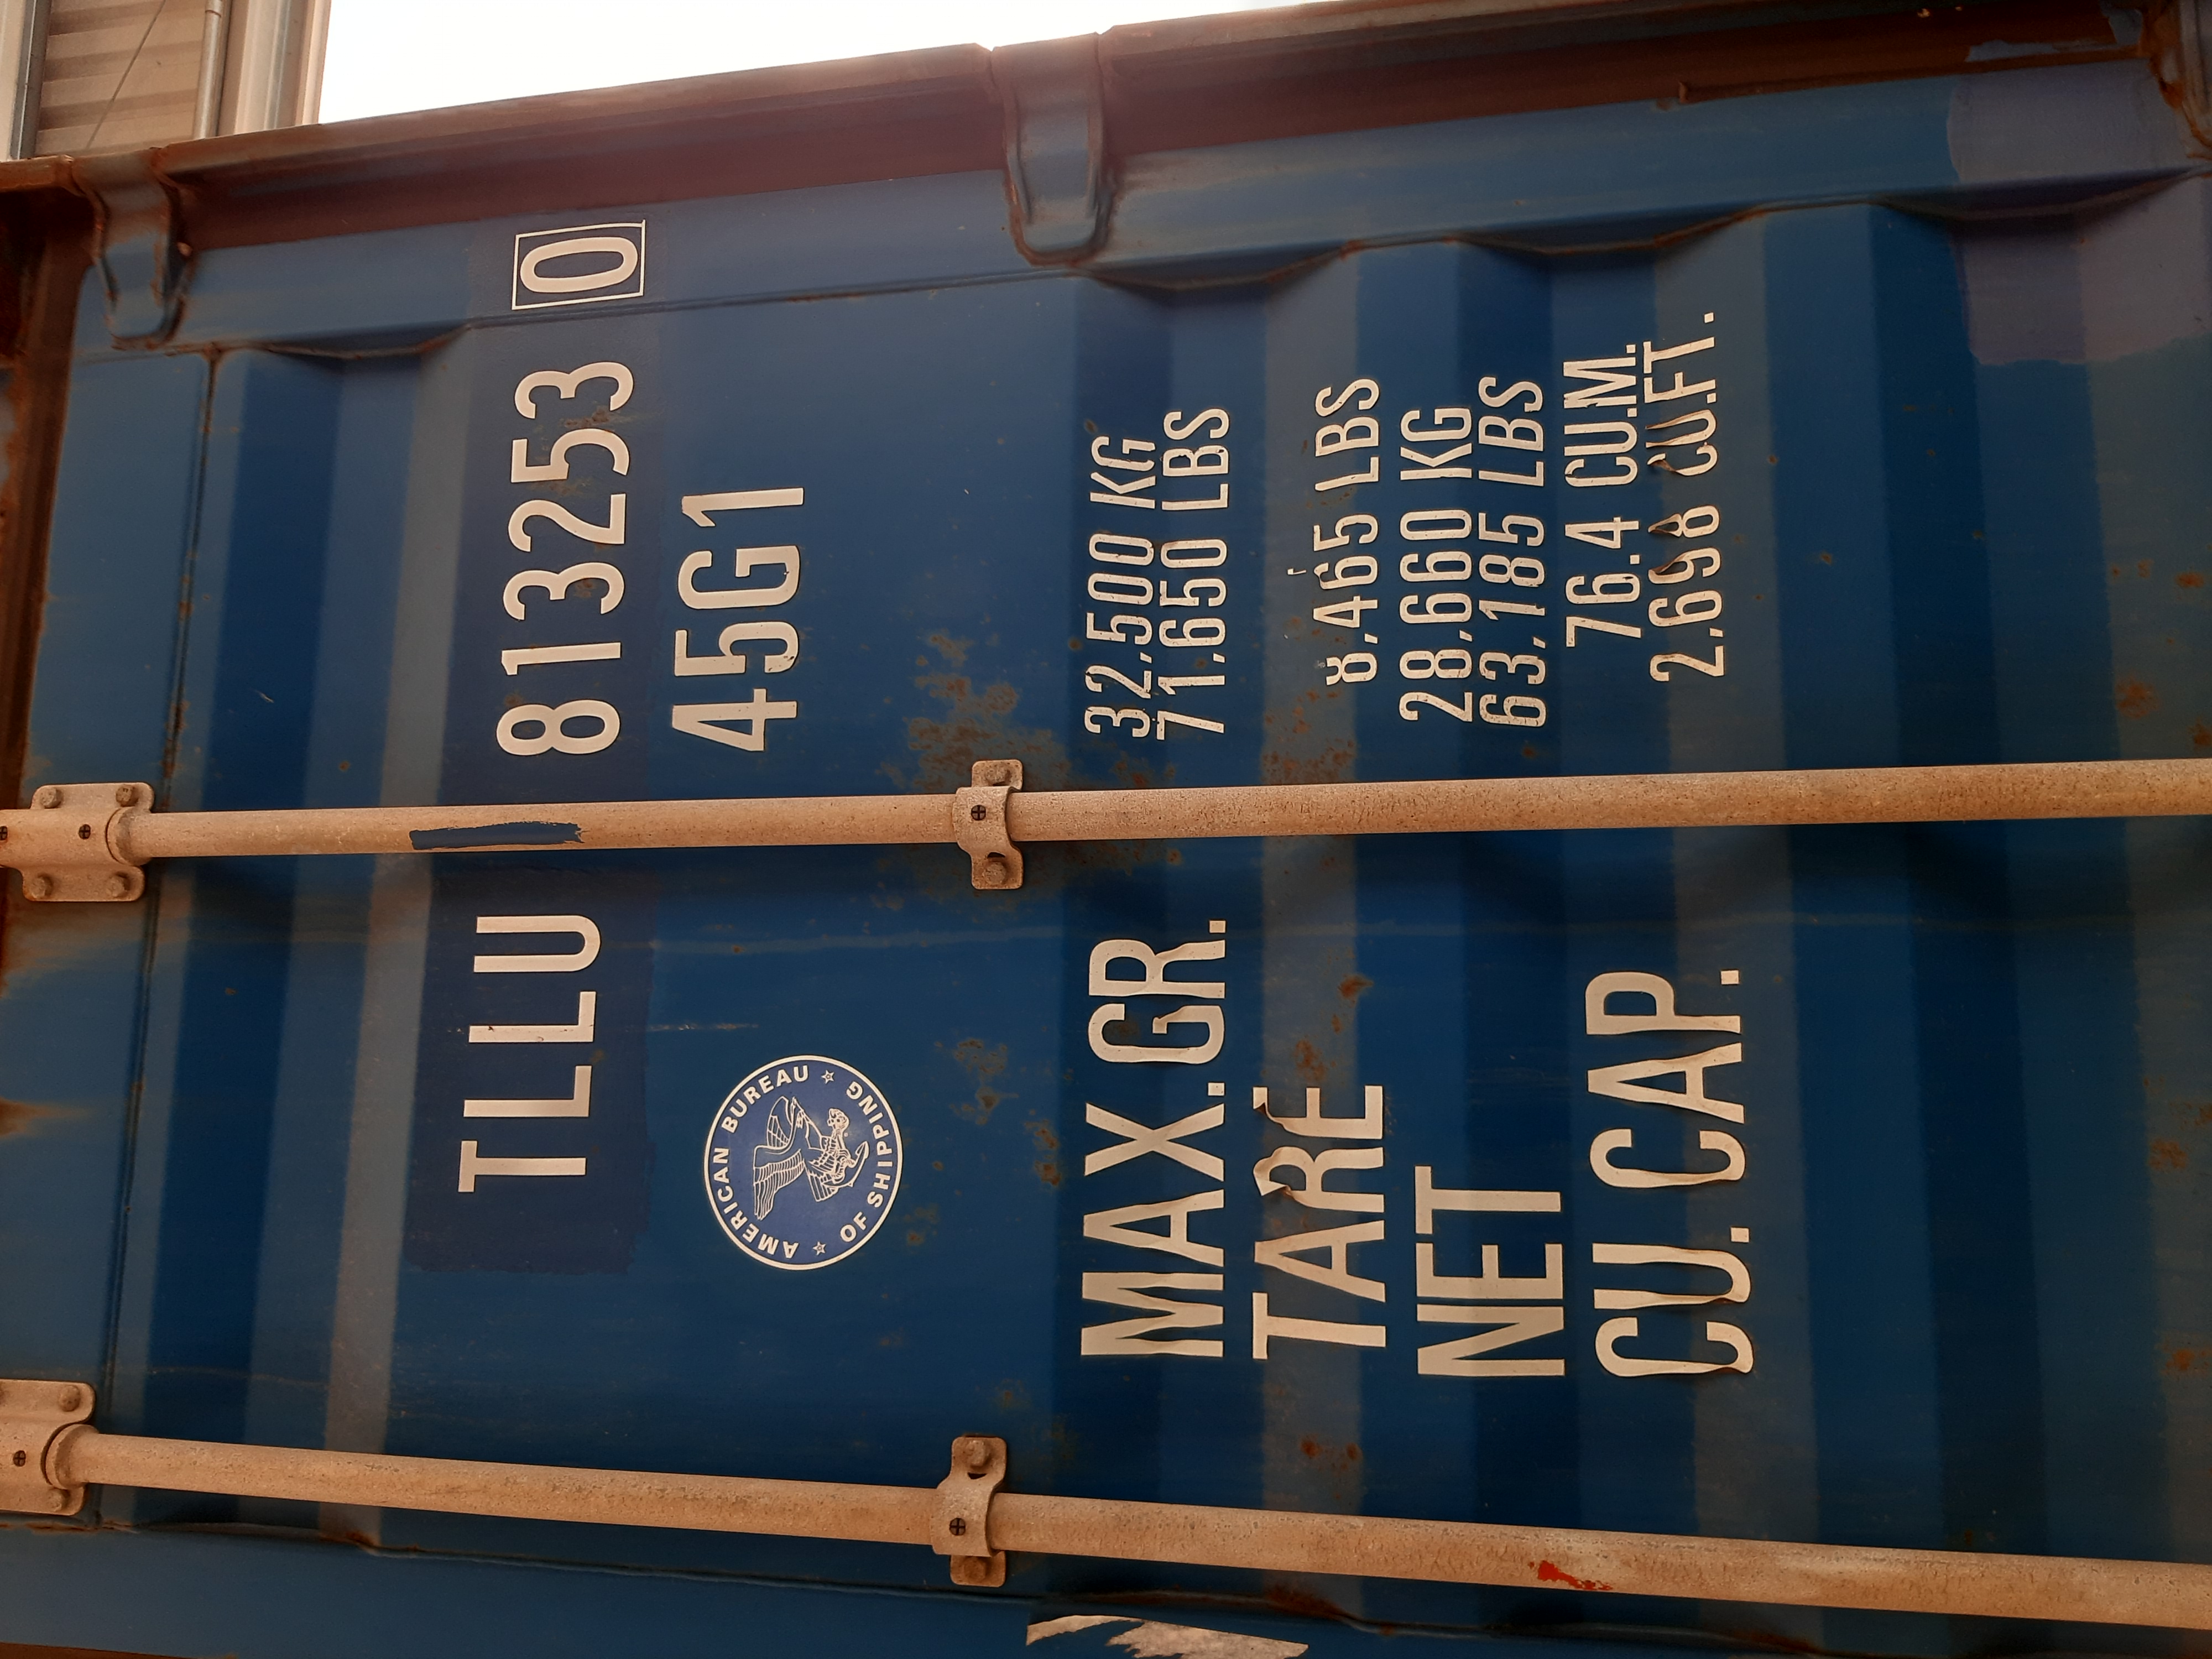 TLLU 813253 0
45G1
AMERICAN BUREAU OF SHIPPING
MAX.GR. 32.500 KG
71.650 LBS
TARE
8.465 LBS
NET 28.660 KG
63.185 LBS
CU. CAP. 76.4 CU.M.
2.698 CU.FT.